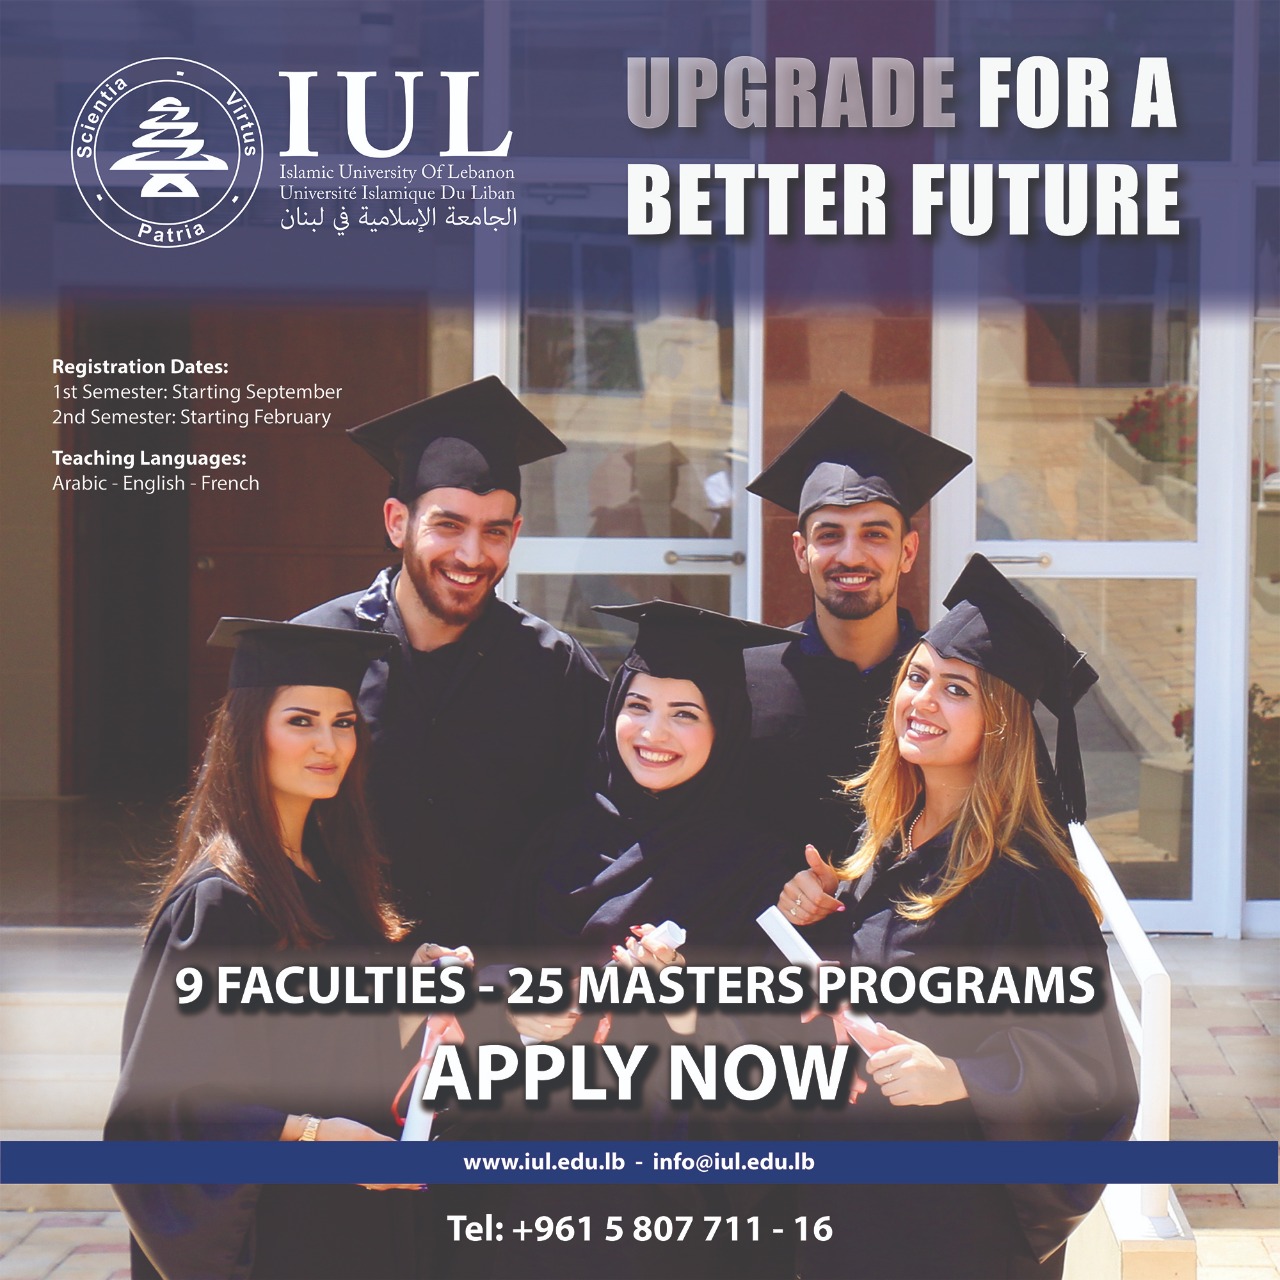 Scientia - Virtus - Patria -
IUL
Islamic University Of Lebanon
Université Islamique Du Liban
الجامعة الإسلامية في لبنان
UPGRADE FOR A
BETTER FUTURE
Registration Dates:
1st Semester: Starting September
2nd Semester: Starting February
Teaching Languages:
Arabic - English - French
9 FACULTIES - 25 MASTERS PROGRAMS
APPLY NOW
www.iul.edu.lb - info@iul.edu.lb
Tel: +961 5 807 711 - 16